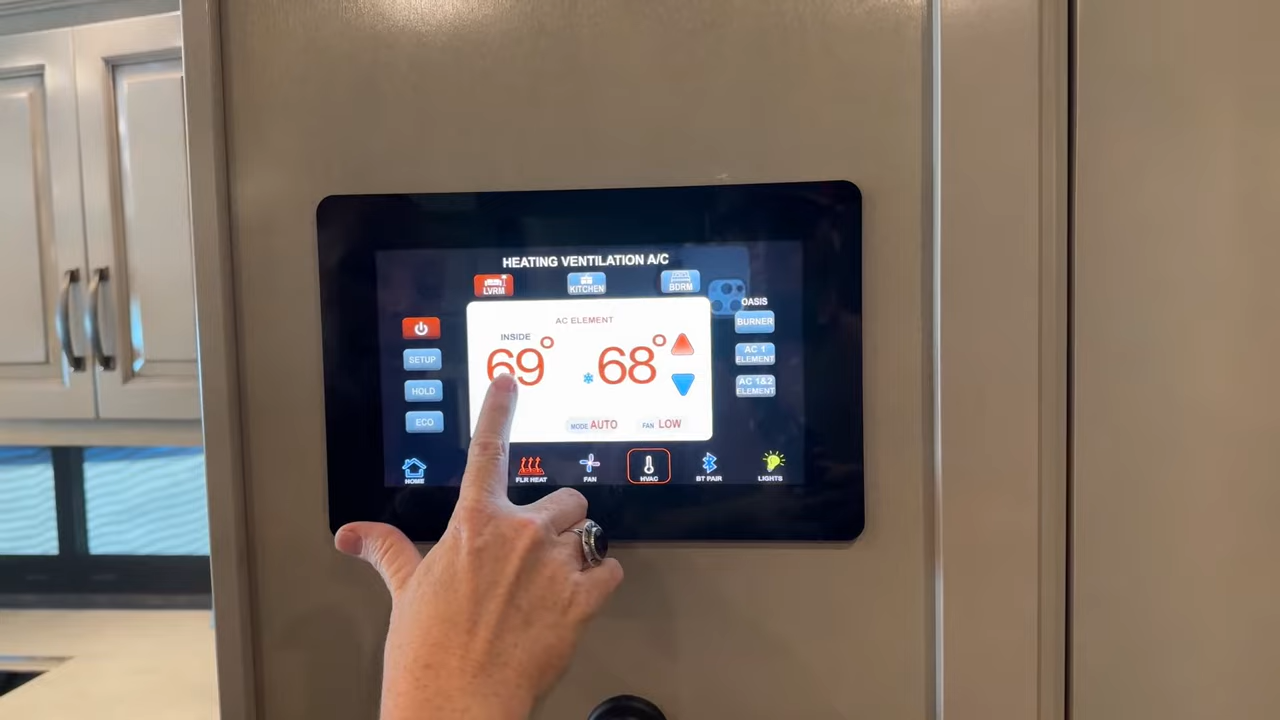 HEATING VENTILATION A/C
LVRM
KITCHEN
BDRM
OASIS
AC ELEMENT
BURNER
INSIDE
69°
68°
SETUP
AC 1
ELEMENT
HOLD
AC 1&2
ELEMENT
ECO
MODE AUTO
FAN LOW
HOME
FLR HEAT
FAN
HVAC
BT PAIR
LIGHTS